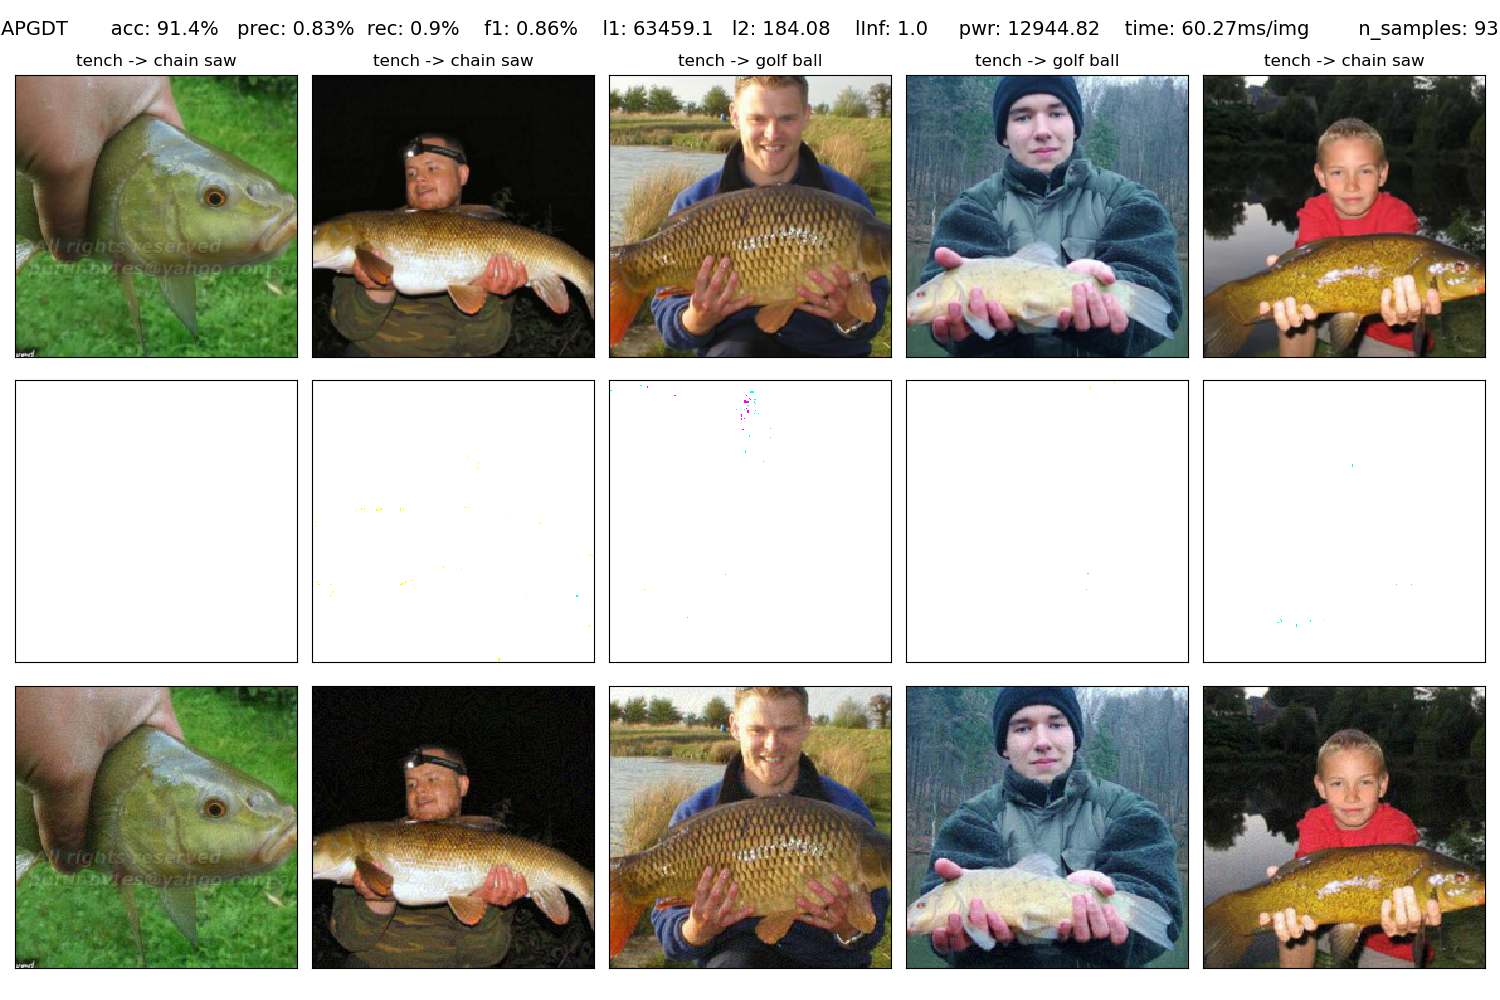 APGDT acc: 91.4% prec: 0.83% rec: 0.9% f1: 0.86% l1: 63459.1 l2: 184.08 lInf: 1.0 pwr: 12944.82 time: 60.27ms/img n_samples: 93
tench -> chain saw tench -> chain saw tench -> golf ball tench -> golf ball tench -> chain saw
All rights reserved
All rights reserved